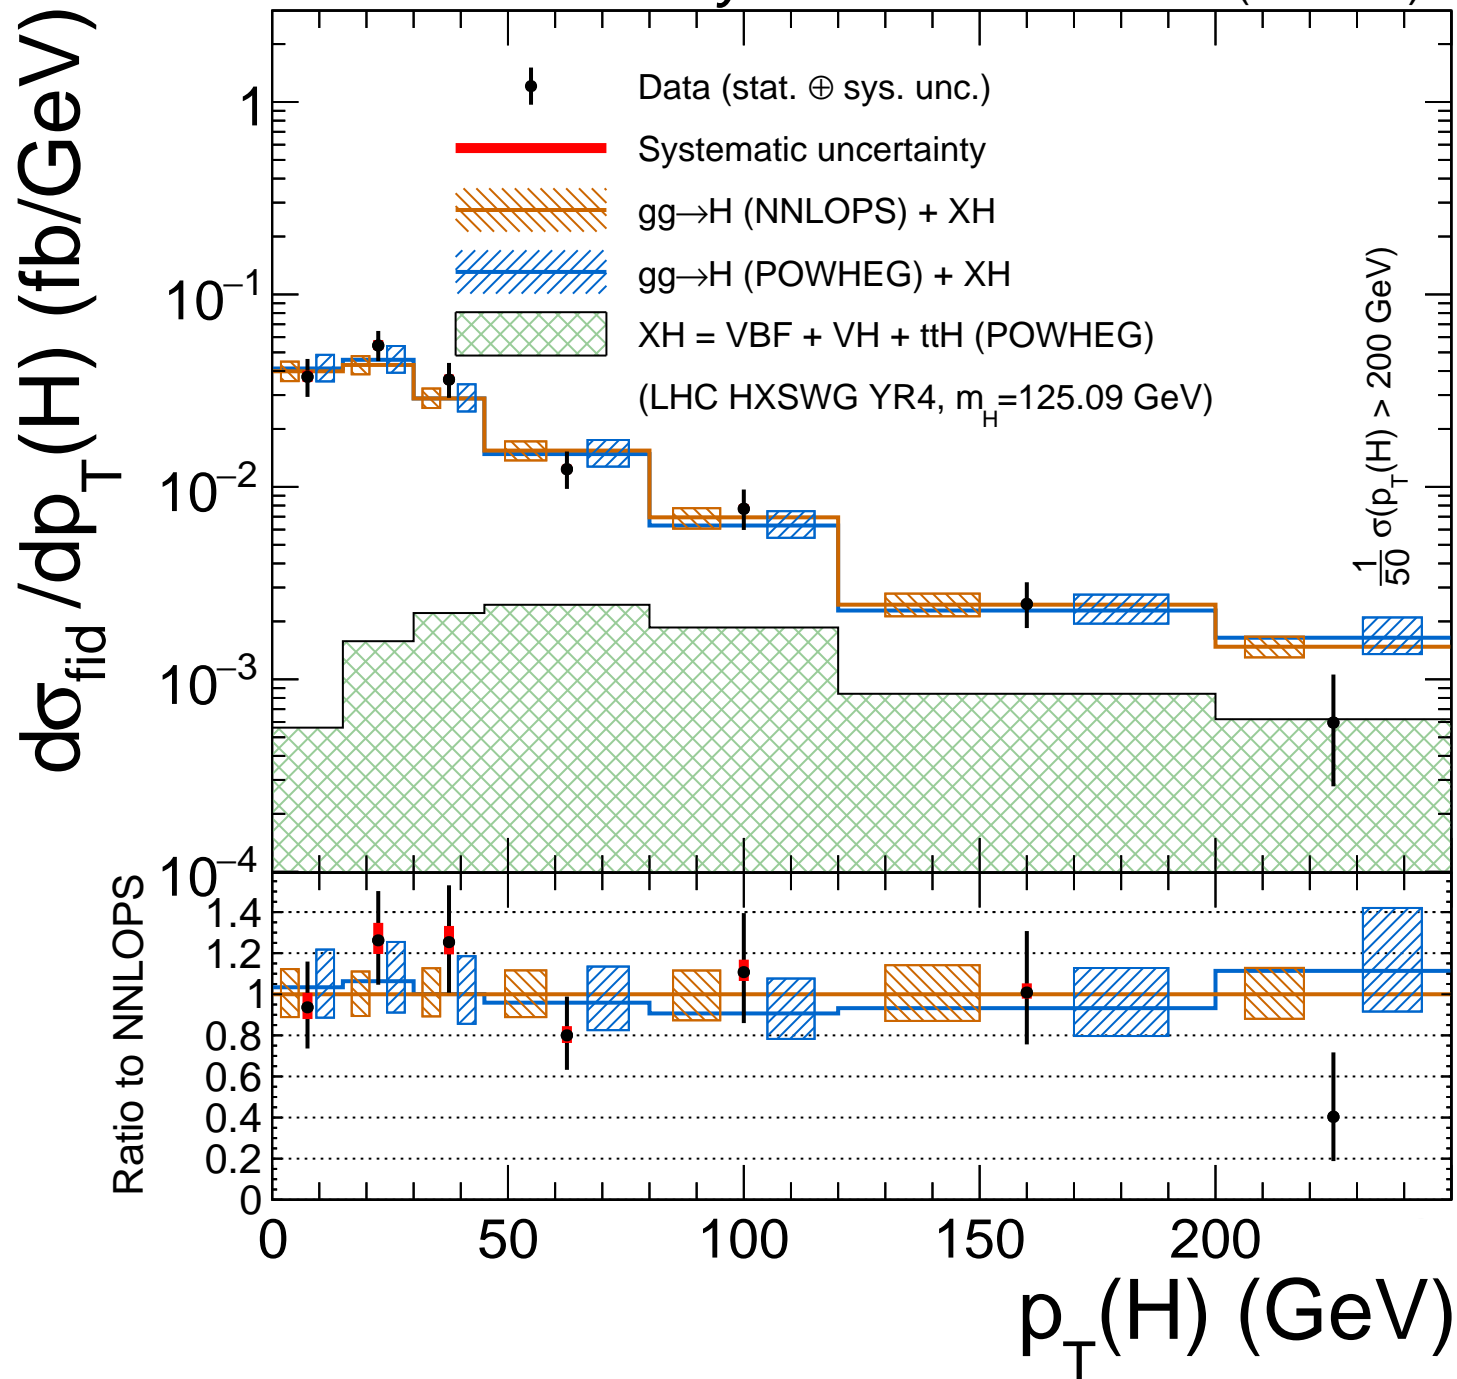 dσfid/dpT(H) (fb/GeV)
1
10−1
10−2
10−3
10−4
Data (stat. ⊕ sys. unc.)
Systematic uncertainty
gg→H (NNLOPS) + XH
gg→H (POWHEG) + XH
XH = VBF + VH + ttH (POWHEG)
(LHC HXSWG YR4, mH=125.09 GeV)
1/50 σ(pT(H) > 200 GeV)
Ratio to NNLOPS
1.4
1.2
1
0.8
0.6
0.4
0.2
0
0 50 100 150 200
pT(H) (GeV)